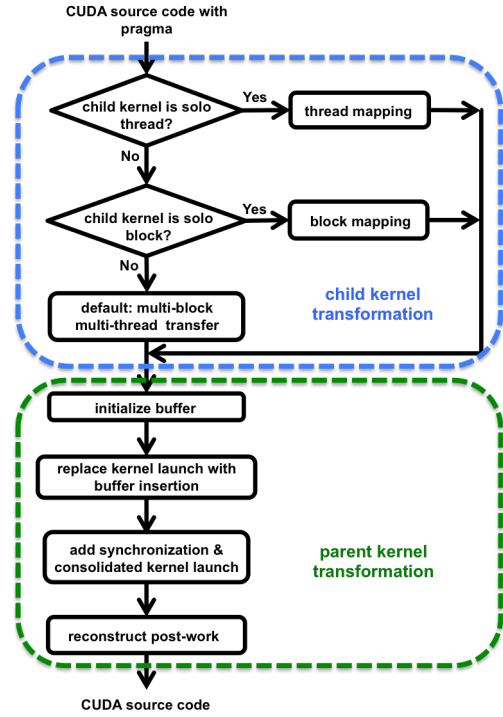 CUDA source code with
pragma
child kernel is solo
thread?
Yes
thread mapping
No
child kernel is solo
block?
Yes
block mapping
No
default: multi-block
multi-thread transfer
child kernel
transformation
initialize buffer
replace kernel launch with
buffer insertion
add synchronization &
consolidated kernel launch
parent kernel
transformation
reconstruct post-work
CUDA source code